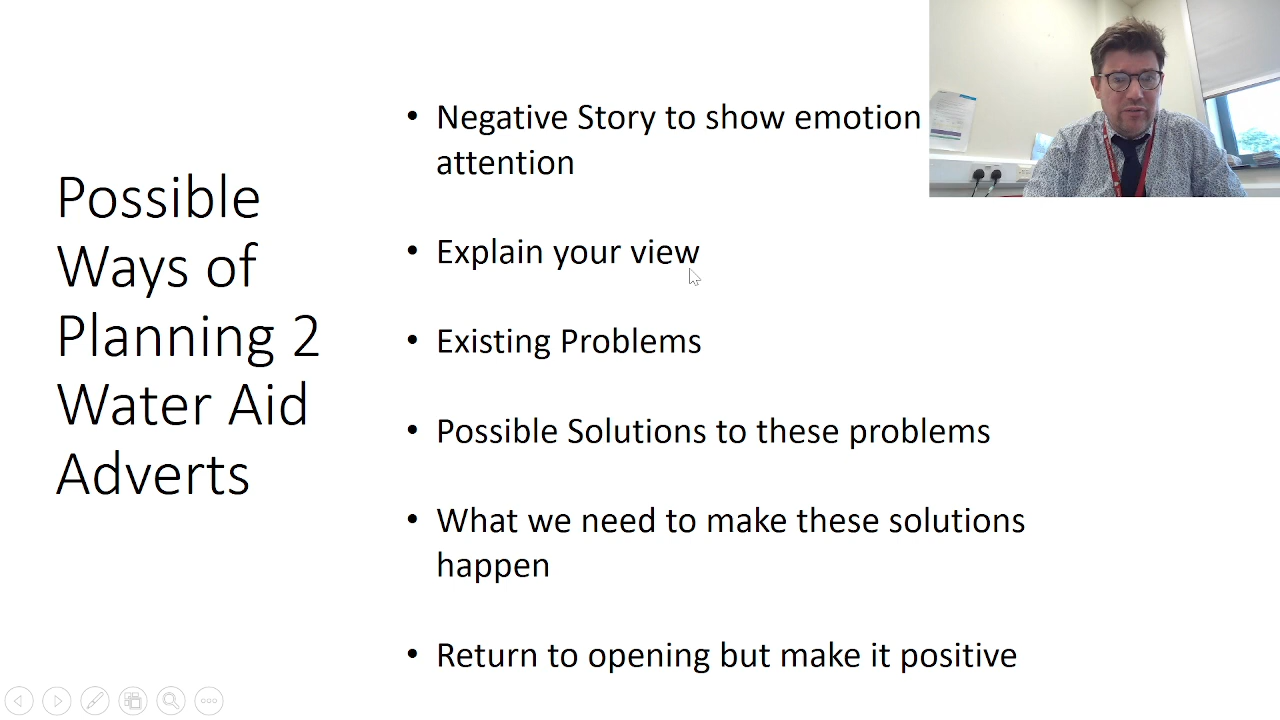 Possible
Ways of
Planning 2
Water Aid
Adverts
• Negative Story to show emotion
attention
• Explain your view
• Existing Problems
• Possible Solutions to these problems
• What we need to make these solutions
happen
• Return to opening but make it positive